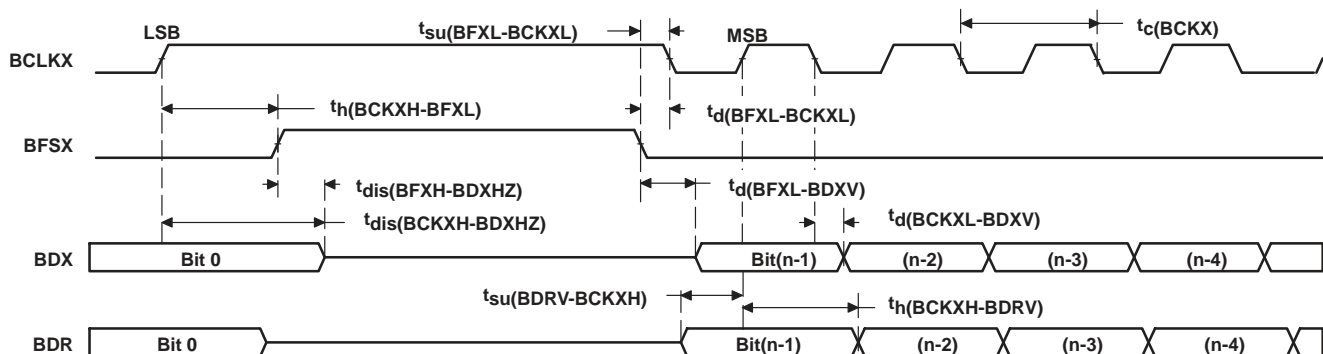 LSB
tsu(BFXL-BCKXL)
MSB
tc(BCKX)
BCLKX
th(BCKXH-BFXL)
td(BFXL-BCKXL)
BFSX
tdis(BFXH-BDXHZ)
td(BFXL-BDXV)
tdis(BCKXH-BDXHZ)
td(BCKXL-BDXV)
BDX Bit 0 Bit(n-1) (n-2) (n-3) (n-4)
tsu(BDRV-BCKXH)
th(BCKXH-BDRV)
BDR Bit 0 Bit(n-1) (n-2) (n-3) (n-4)